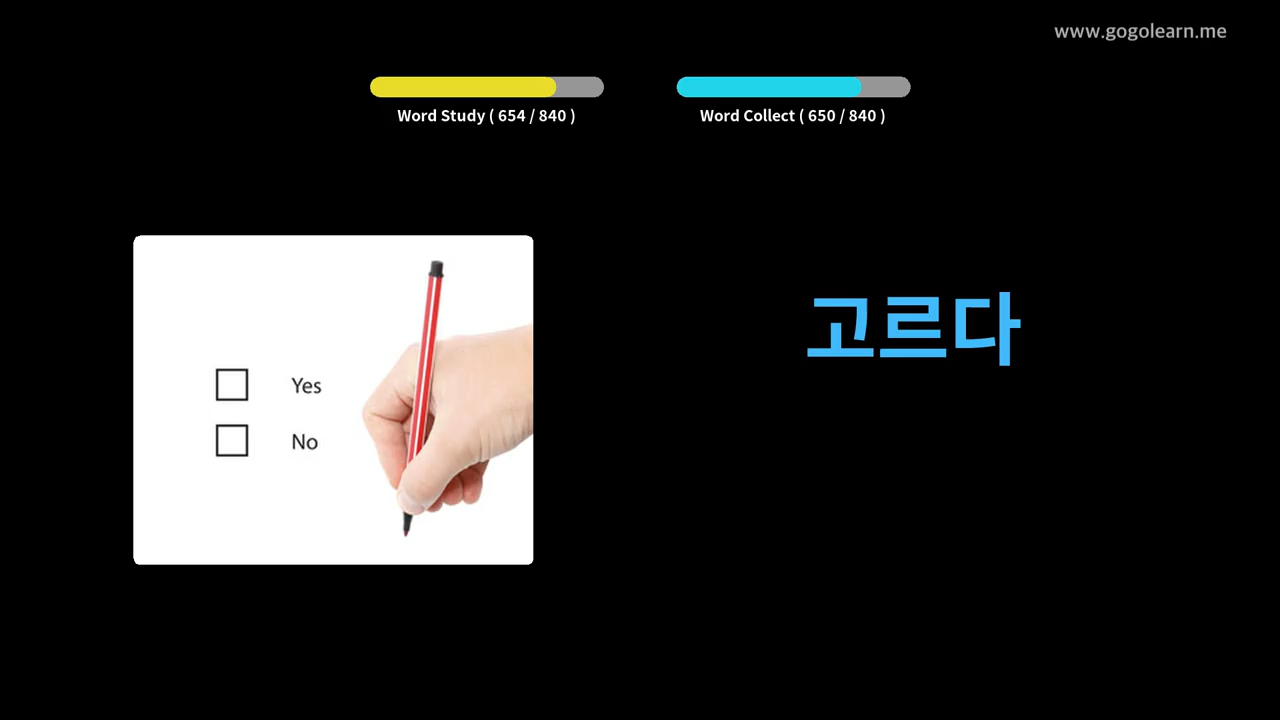 www.gogolearn.me
Word Study ( 654 / 840 )
Word Collect ( 650 / 840 )
Yes
No
고르다